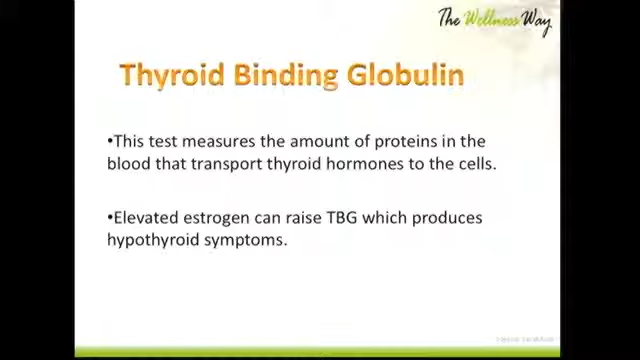 The Wellness Way
Thyroid Binding Globulin
•This test measures the amount of proteins in the
blood that transport thyroid hormones to the cells.
•Elevated estrogen can raise TBG which produces
hypothyroid symptoms.